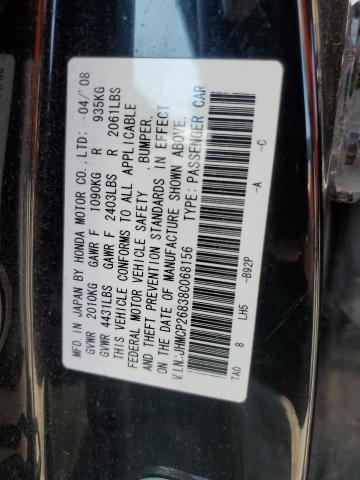 MFD. IN JAPAN BY HONDA MOTOR CO., LTD: 04/'08
GVWR 2010KG GAWR F 1090KG R 935KG
GVWR 4431LBS GAWR F 2403LBS R 2061LBS
THIS VEHICLE CONFORMS TO ALL APPLICABLE
FEDERAL MOTOR VEHICLE SAFETY, BUMPER,
AND THEFT PREVENTION STANDARDS IN EFFECT
ON THE DATE OF MANUFACTURE SHOWN ABOVE.
V.I.N.:JHMCP26838C068156 TYPE: PASSENGER CAR
-B92P -A -C
TA0 8 LH5